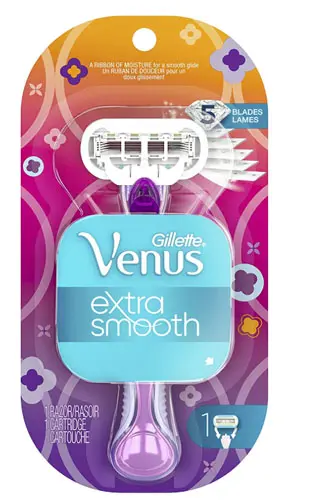 A RIBBON OF MOISTURE for a smooth glide
UN RUBAN DE DOUCEUR pour un
doux glissement
5
BLADES
LAMES
Gillette
Venus
extra
smooth
1 RAZOR/RASOIR
1 CARTRIDGE
CARTOUCHE
1